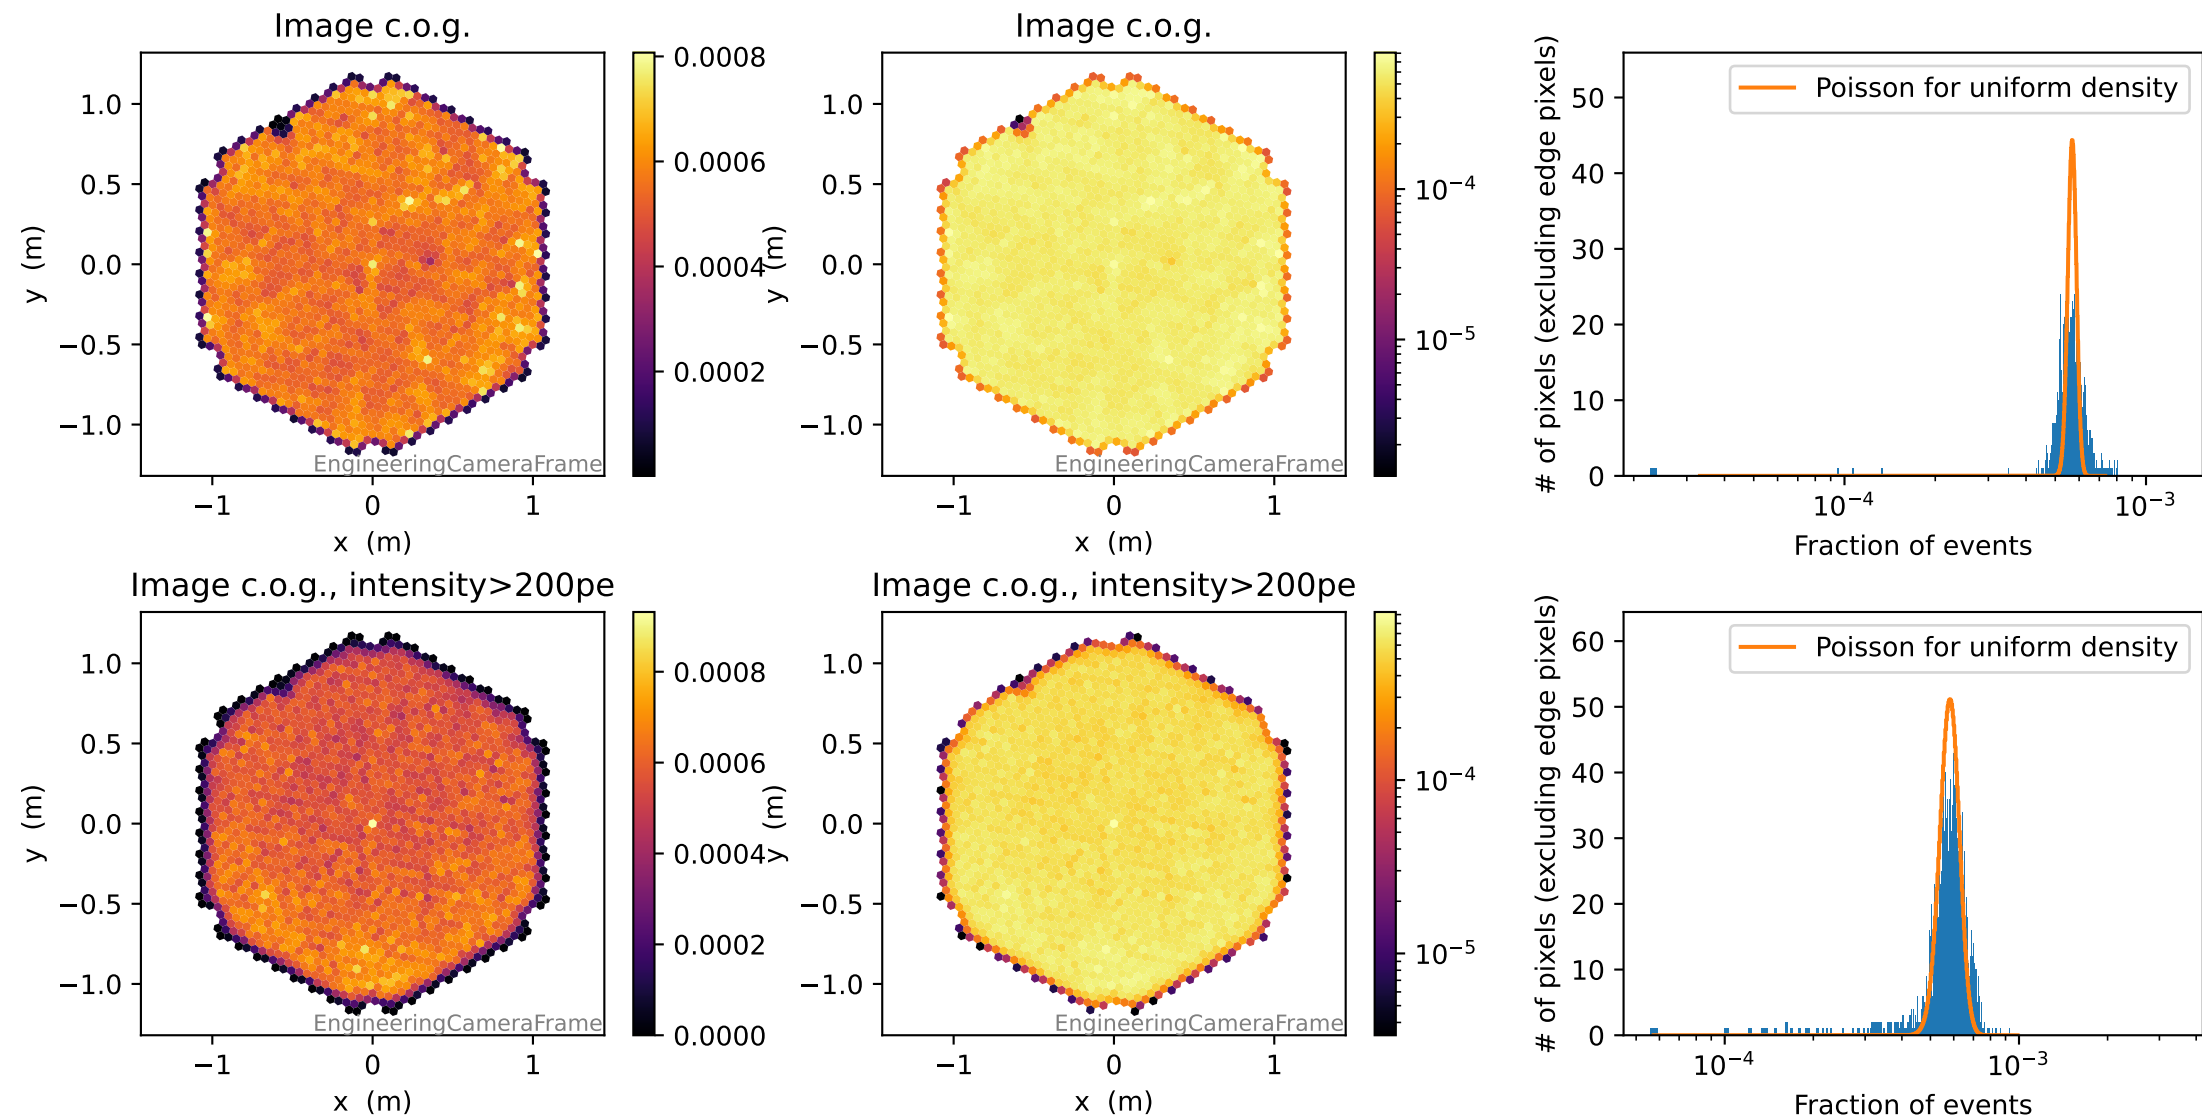 Image c.o.g.
1.0
0.5
0.0
−0.5
−1.0
y (m)
−1
0
1
x (m)
EngineeringCameraFrame
0.0008
0.0006
0.0004
0.0002
Image c.o.g.
1.0
0.5
0.0
−0.5
−1.0
y (m)
−1
0
1
x (m)
EngineeringCameraFrame
10⁻⁴
10⁻⁵
# of pixels (excluding edge pixels)
50
40
30
20
10
0
Poisson for uniform density
10⁻⁴
10⁻³
Fraction of events
Image c.o.g., intensity>200pe
1.0
0.5
0.0
−0.5
−1.0
y (m)
−1
0
1
x (m)
EngineeringCameraFrame
0.0008
0.0006
0.0004
0.0002
0.0000
Image c.o.g., intensity>200pe
1.0
0.5
0.0
−0.5
−1.0
y (m)
−1
0
1
x (m)
EngineeringCameraFrame
10⁻⁴
10⁻⁵
# of pixels (excluding edge pixels)
60
50
40
30
20
10
0
Poisson for uniform density
10⁻⁴
10⁻³
Fraction of events